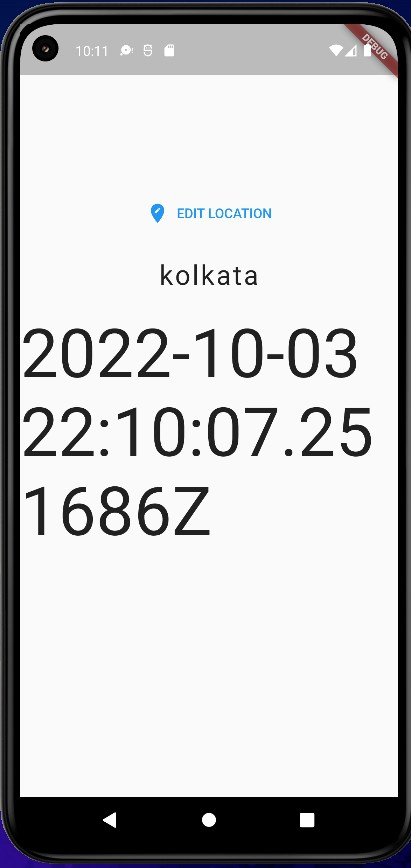 10:11
DEBUG
EDIT LOCATION
kolkata
2022-10-03
22:10:07.25
1686Z